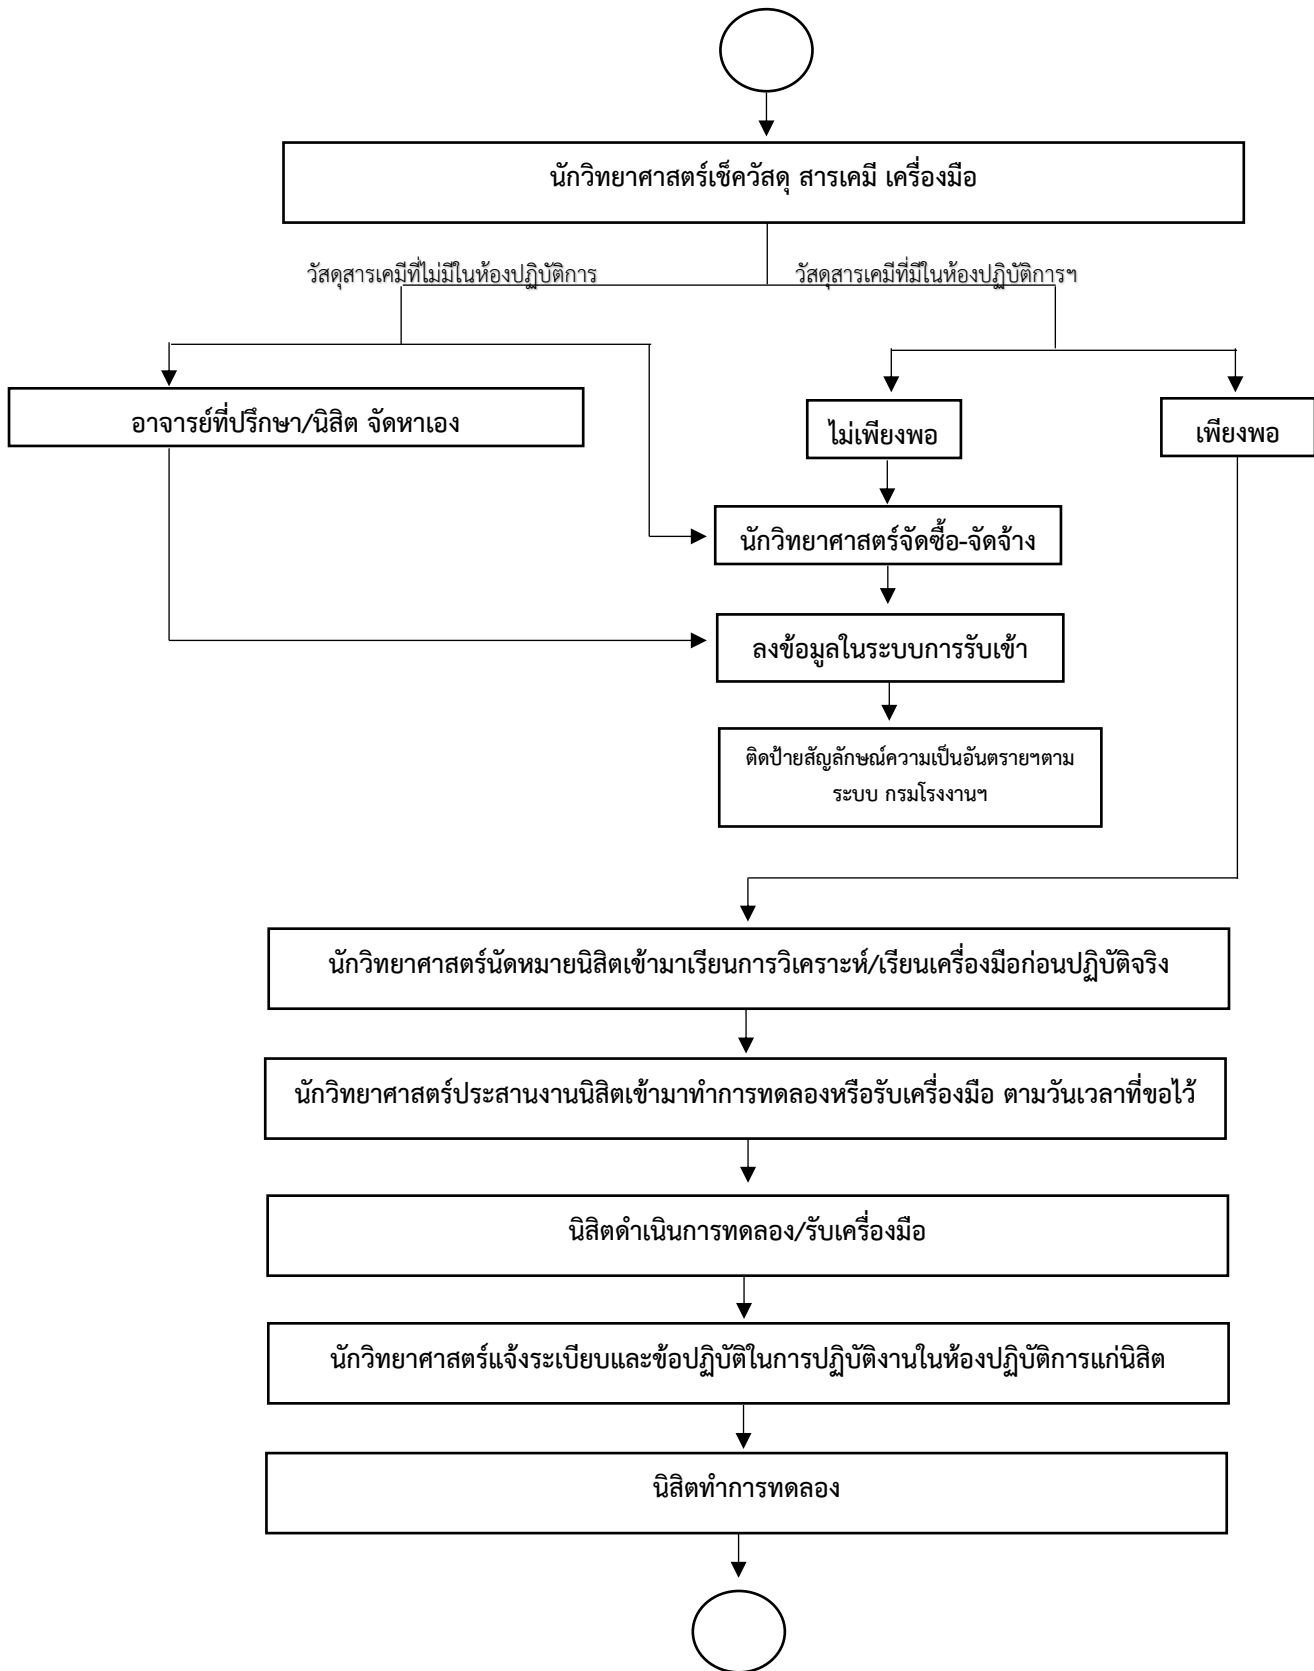 นักวิทยาศาสตร์เช็ควัสดุ สารเคมี เครื่องมือ
วัสดุสารเคมีที่ไม่มีในห้องปฏิบัติการ
วัสดุสารเคมีที่มีในห้องปฏิบัติการฯ
อาจารย์ที่ปรึกษา/นิสิต จัดหาเอง
ไม่เพียงพอ
เพียงพอ
นักวิทยาศาสตร์จัดซื้อ-จัดจ้าง
ลงข้อมูลในระบบการรับเข้า
ติดป้ายสัญลักษณ์ความเป็นอันตรายฯตาม
ระบบ กรมโรงงานฯ
นักวิทยาศาสตร์นัดหมายนิสิตเข้ามาเรียนการวิเคราะห์/เรียนเครื่องมือก่อนปฏิบัติจริง
นักวิทยาศาสตร์ประสานงานนิสิตเข้ามาทำการทดลองหรือรับเครื่องมือ ตามวันเวลาที่ขอไว้
นิสิตดำเนินการทดลอง/รับเครื่องมือ
นักวิทยาศาสตร์แจ้งระเบียบและข้อปฏิบัติในการปฏิบัติงานในห้องปฏิบัติการแก่นิสิต
นิสิตทำการทดลอง